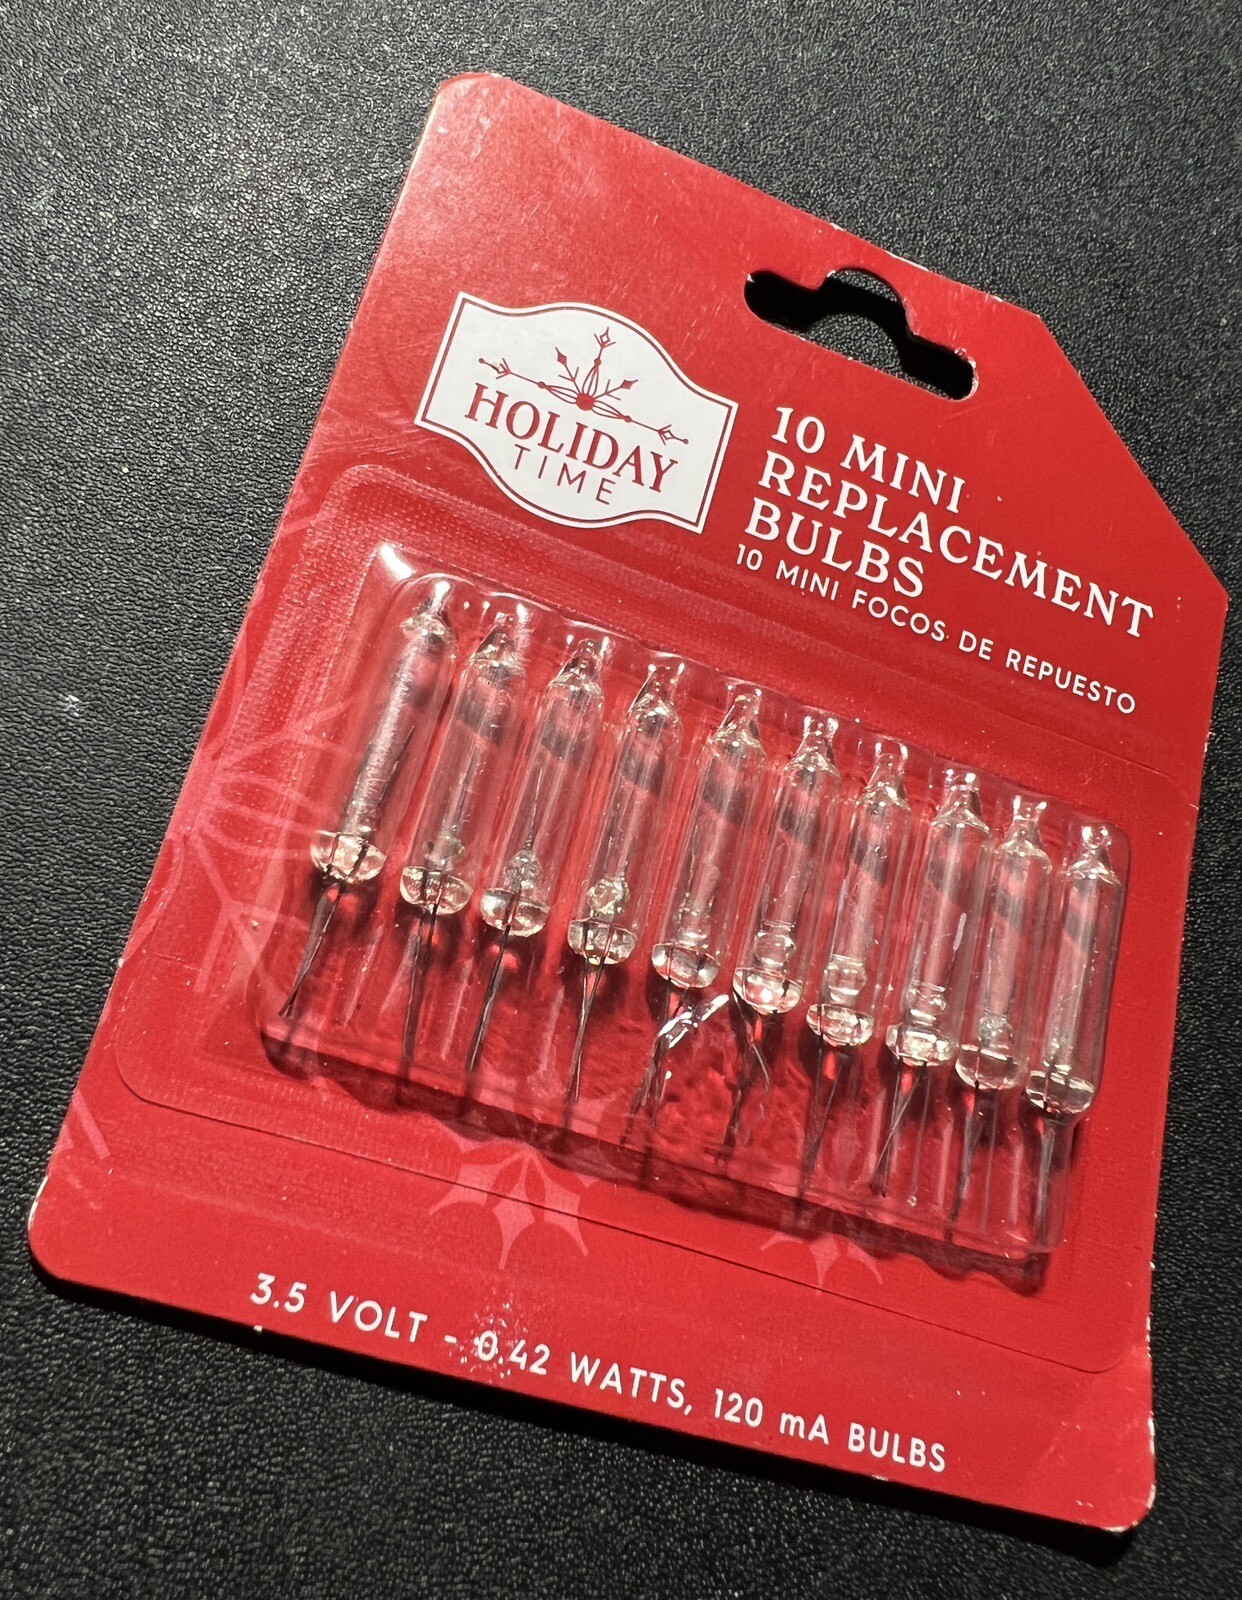 HOLIDAY
TIME
10 MINI
REPLACEMENT
BULBS
10 MINI FOCOS DE REPUESTO
3.5 VOLT - 0.42 WATTS, 120 mA BULBS